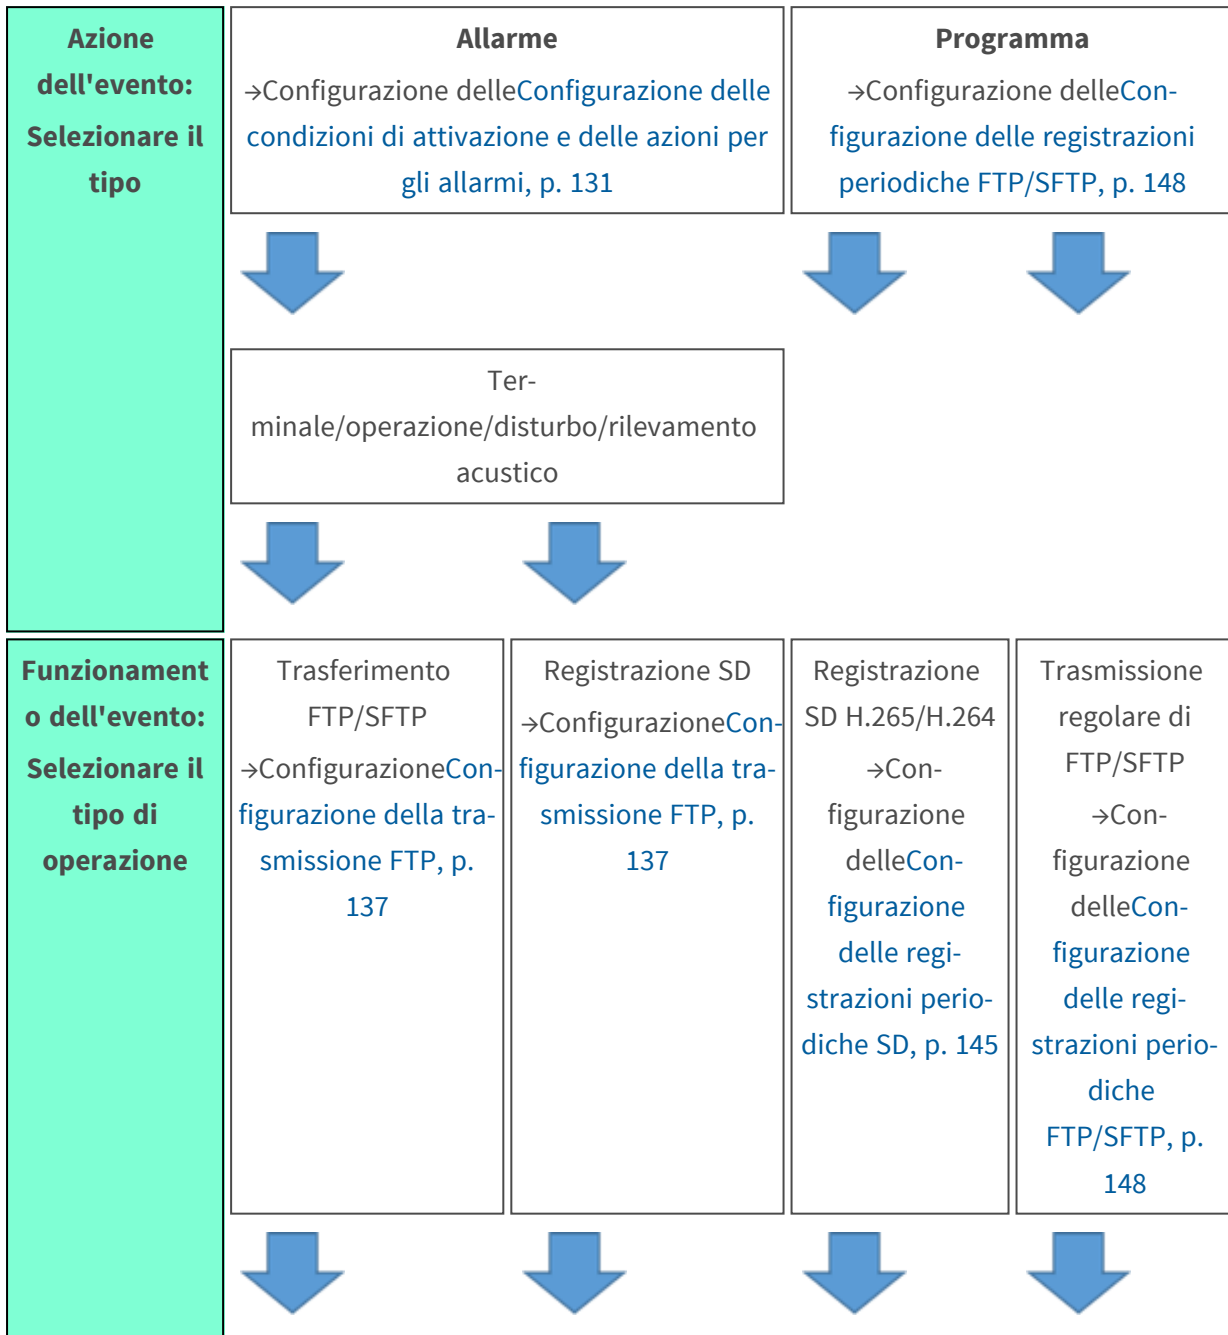 Azione
dell'evento:
Selezionare il
tipo
Allarme
→Configurazione delleConfigurazione delle
condizioni di attivazione e delle azioni per
gli allarmi, p. 131
Programma
→Configurazione delleCon-
figurazione delle registrazioni
periodiche FTP/SFTP, p. 148
Ter-
minale/operazione/disturbo/rilevamento
acustico
Funzionament
o dell'evento:
Selezionare il
tipo di
operazione
Trasferimento
FTP/SFTP
→ConfigurazioneCon-
figurazione della tra-
smissione FTP, p.
137
Registrazione SD
→ConfigurazioneCon-
figurazione della tra-
smissione FTP, p.
137
Registrazione
SD H.265/H.264
→Con-
figurazione
delleCon-
figurazione
delle regi-
strazioni perio-
diche SD, p. 145
Trasmissione
regolare di
FTP/SFTP
→Con-
figurazione
delleCon-
figurazione
delle regi-
strazioni perio-
diche
FTP/SFTP, p.
148